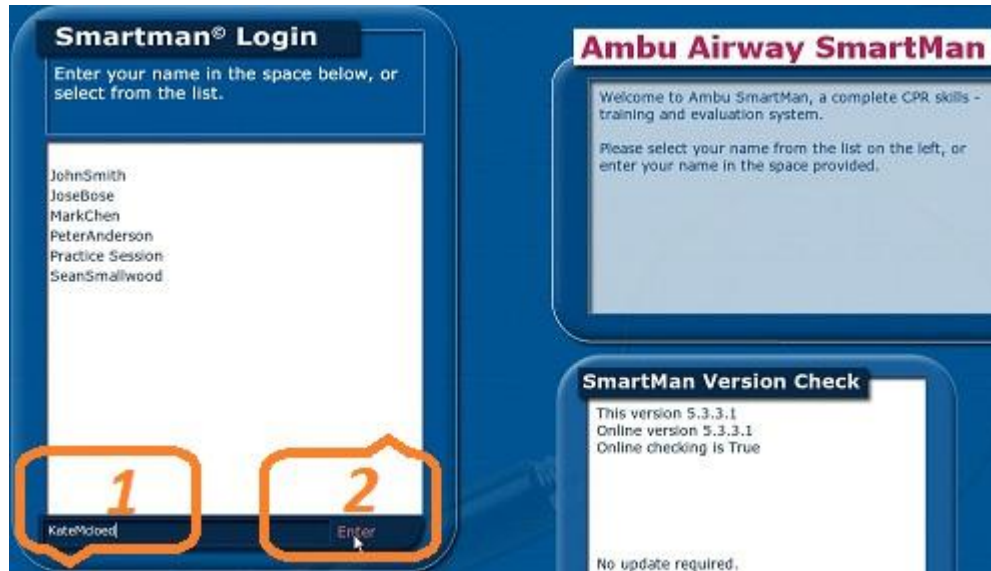 Smartman® Login
Enter your name in the space below, or
select from the list.
JohnSmith
JoseBose
MarkChen
PeterAnderson
Practice Session
SeanSmallwood
1
2
KateMcloed
Enter
Ambu Airway SmartMan
Welcome to Ambu SmartMan, a complete CPR skills -
training and evaluation system.
Please select your name from the list on the left, or
enter your name in the space provided.
SmartMan Version Check
This version 5.3.3.1
Online version 5.3.3.1
Online checking is True
No update required.